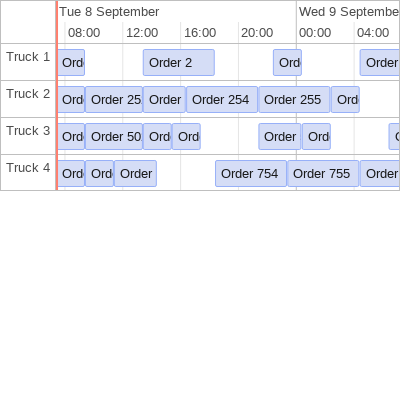 Tue 8 September Wed 9 Septembe
08:00 12:00 16:00 20:00 00:00 04:00
Truck 1 Ord Order 2 Ord Order
Truck 2 Ord Order 25 Order Order 254 Order 255 Ord
Truck 3 Ord Order 50 Ord Ord Order Ord
Truck 4 Ord Ord Order Order 754 Order 755 Order